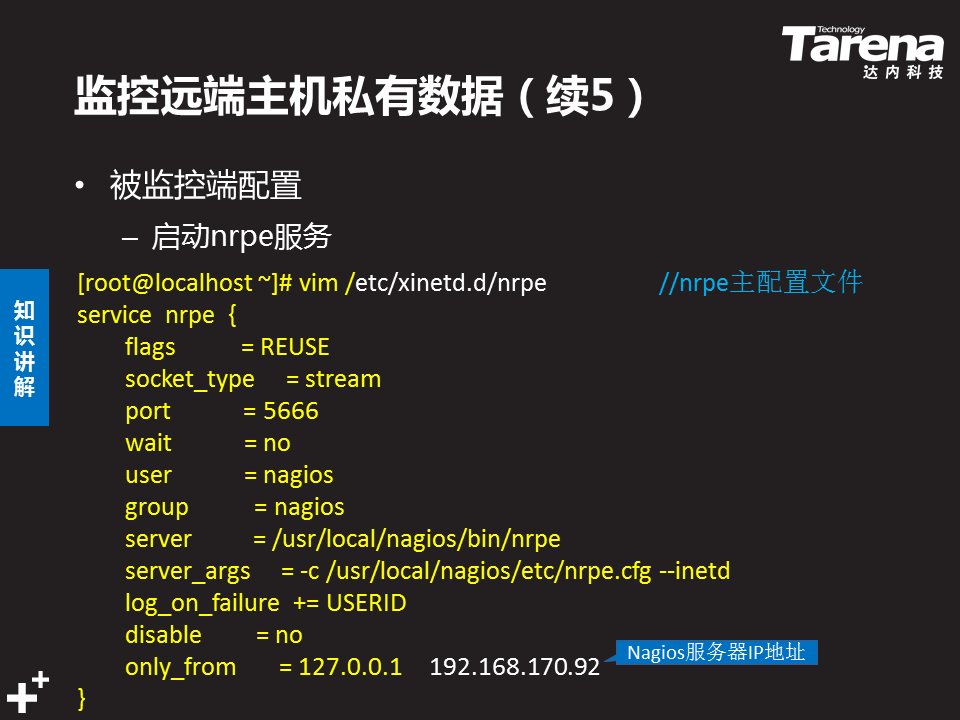 Technology
Tarena
达内科技
监控远端主机私有数据（续5）
• 被监控端配置
– 启动nrpe服务
知识讲解
[root@localhost ~]# vim /etc/xinetd.d/nrpe //nrpe主配置文件
service nrpe {
flags = REUSE
socket_type = stream
port = 5666
wait = no
user = nagios
group = nagios
server = /usr/local/nagios/bin/nrpe
server_args = -c /usr/local/nagios/etc/nrpe.cfg --inetd
log_on_failure += USERID
disable = no
only_from = 127.0.0.1 192.168.170.92 Nagios服务器IP地址
}